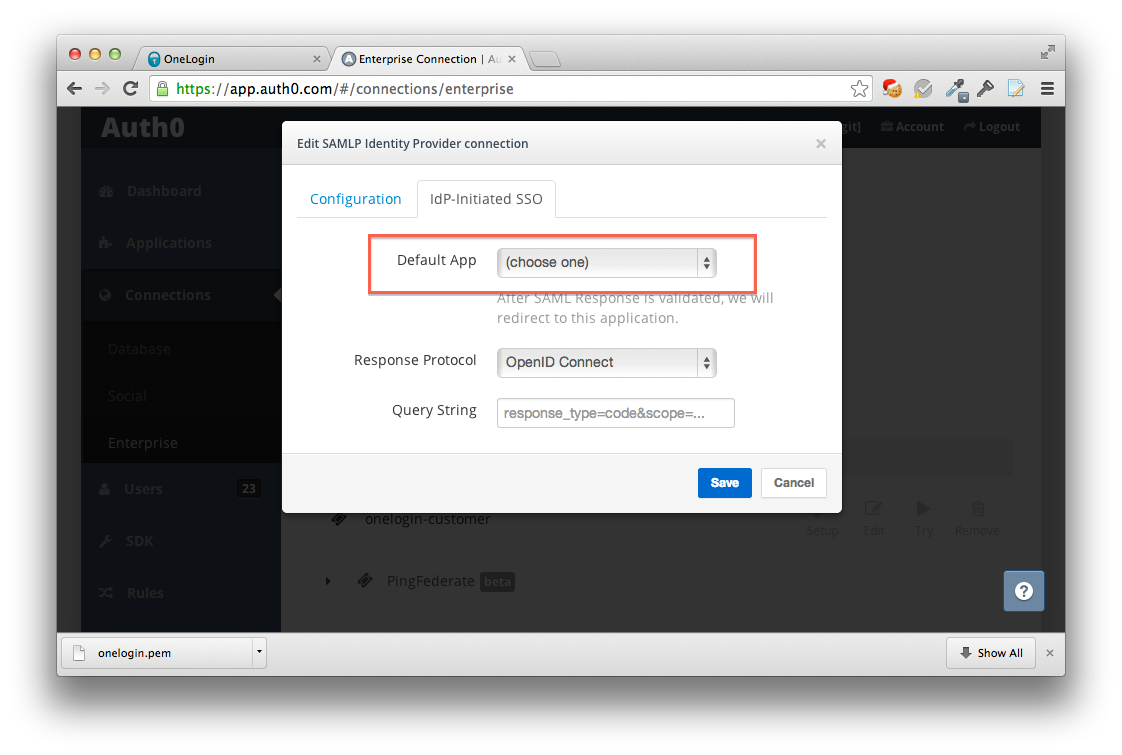 OneLogin
Enterprise Connection | Au
https://app.auth0.com/#/connections/enterprise
Auth0
git]
Account
Logout
Edit SAMLP Identity Provider connection
Dashboard
Configuration
IdP-Initiated SSO
Applications
Default App
(choose one)
Connections
After SAML Response is validated, we will
redirect to this application.
Database
Response Protocol
OpenID Connect
Social
Query String
response_type=code&scope=...
Enterprise
Users
23
Save
Cancel
onelogin-customer
Setup
Edit
Try
Remove
SDK
PingFederate beta
Rules
?
onelogin.pem
Show All